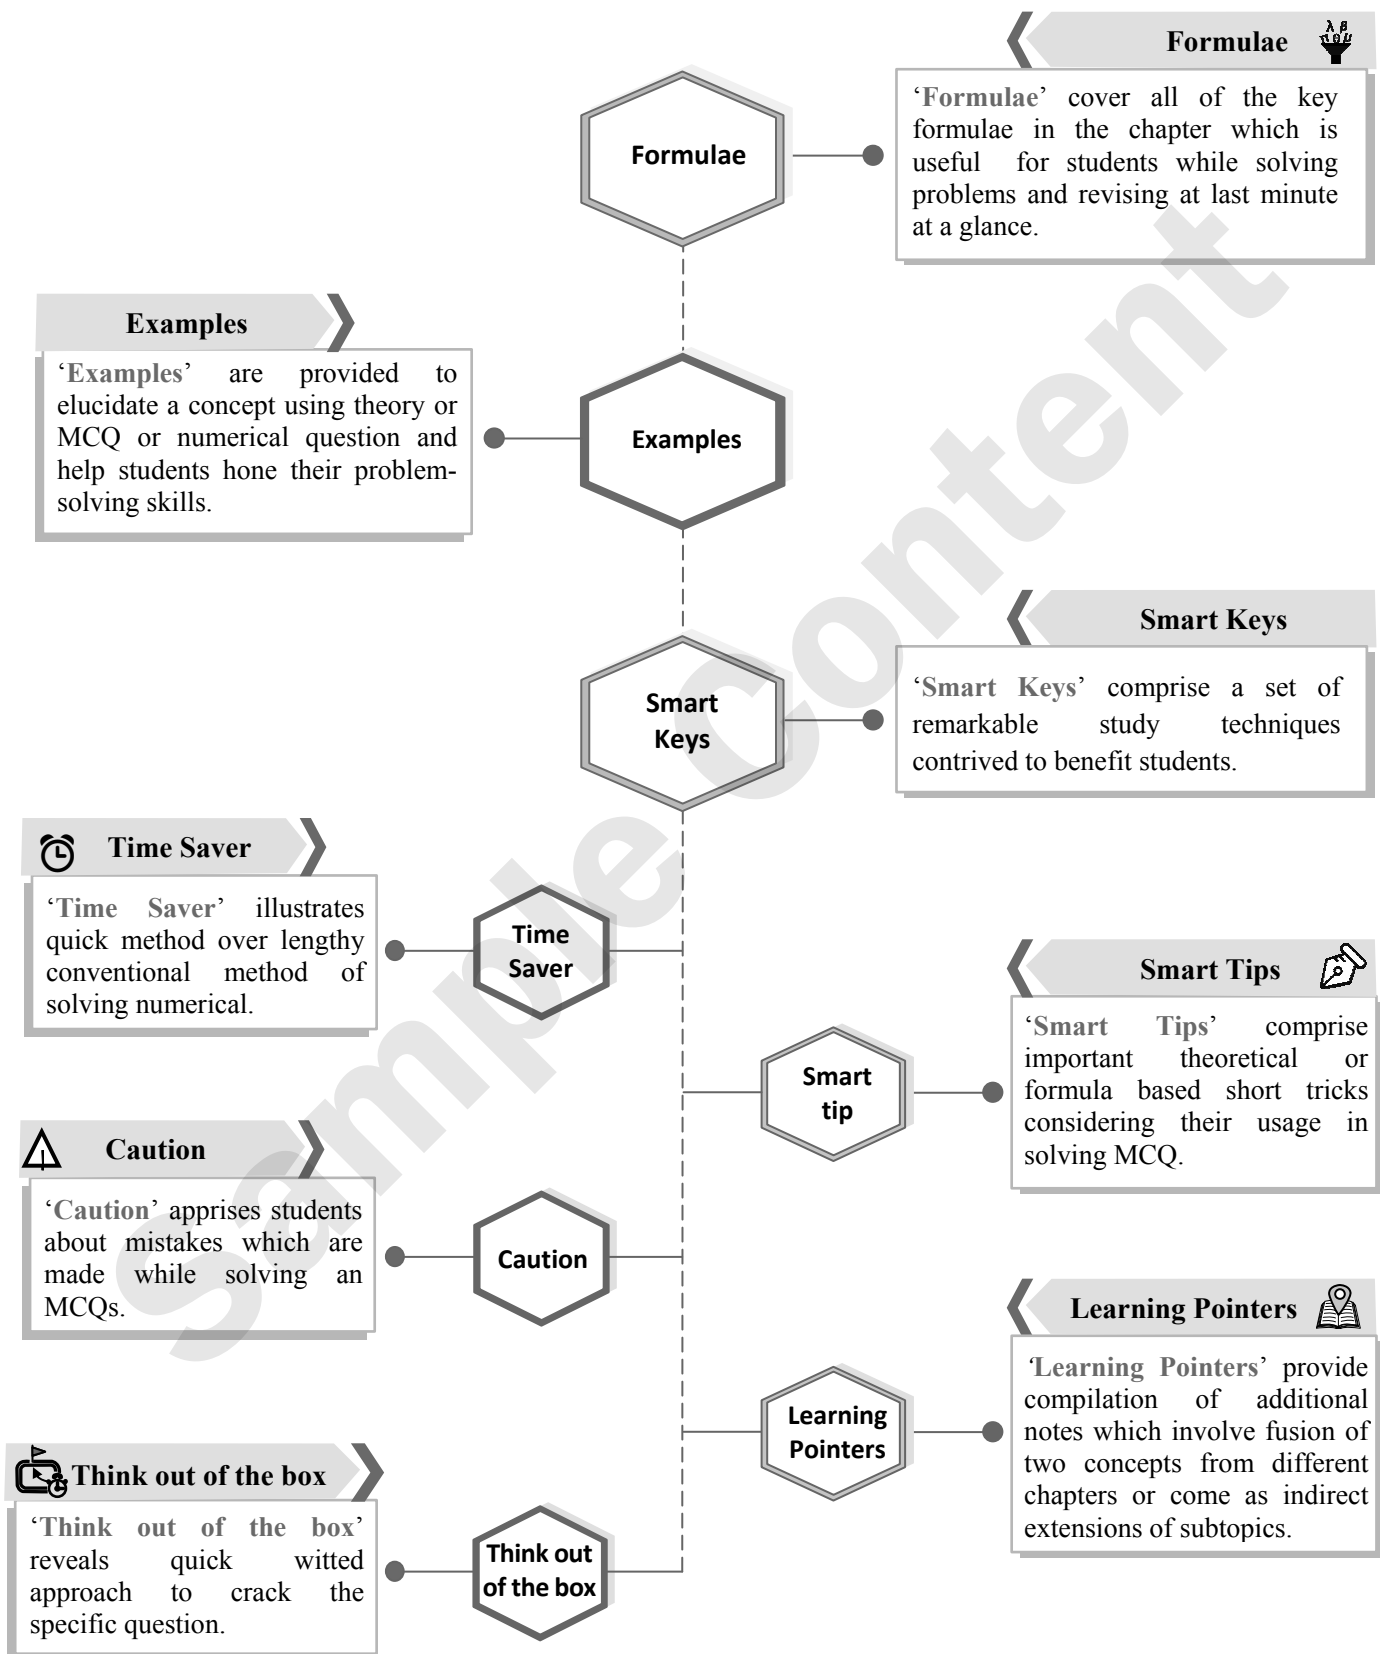 Formulae
λ β
π θ μ
‘Formulae’ cover all of the key
formulae in the chapter which is
useful for students while solving
problems and revising at last minute
at a glance.
Formulae
Examples
‘Examples’ are provided to
elucidate a concept using theory or
MCQ or numerical question and
help students hone their problem-
solving skills.
Examples
Smart Keys
‘Smart Keys’ comprise a set of
remarkable study techniques
contrived to benefit students.
Smart
Keys
Time Saver
‘Time Saver’ illustrates
quick method over lengthy
conventional method of
solving numerical.
Time
Saver
Smart Tips
‘Smart Tips’ comprise
important theoretical or
formula based short tricks
considering their usage in
solving MCQ.
Smart
tip
Caution
‘Caution’ apprises students
about mistakes which are
made while solving an
MCQs.
Caution
Learning Pointers
‘Learning Pointers’ provide
compilation of additional
notes which involve fusion of
two concepts from different
chapters or come as indirect
extensions of subtopics.
Learning
Pointers
Think out of the box
‘Think out of the box’
reveals quick witted
approach to crack the
specific question.
Think out
of the box
Sample Content